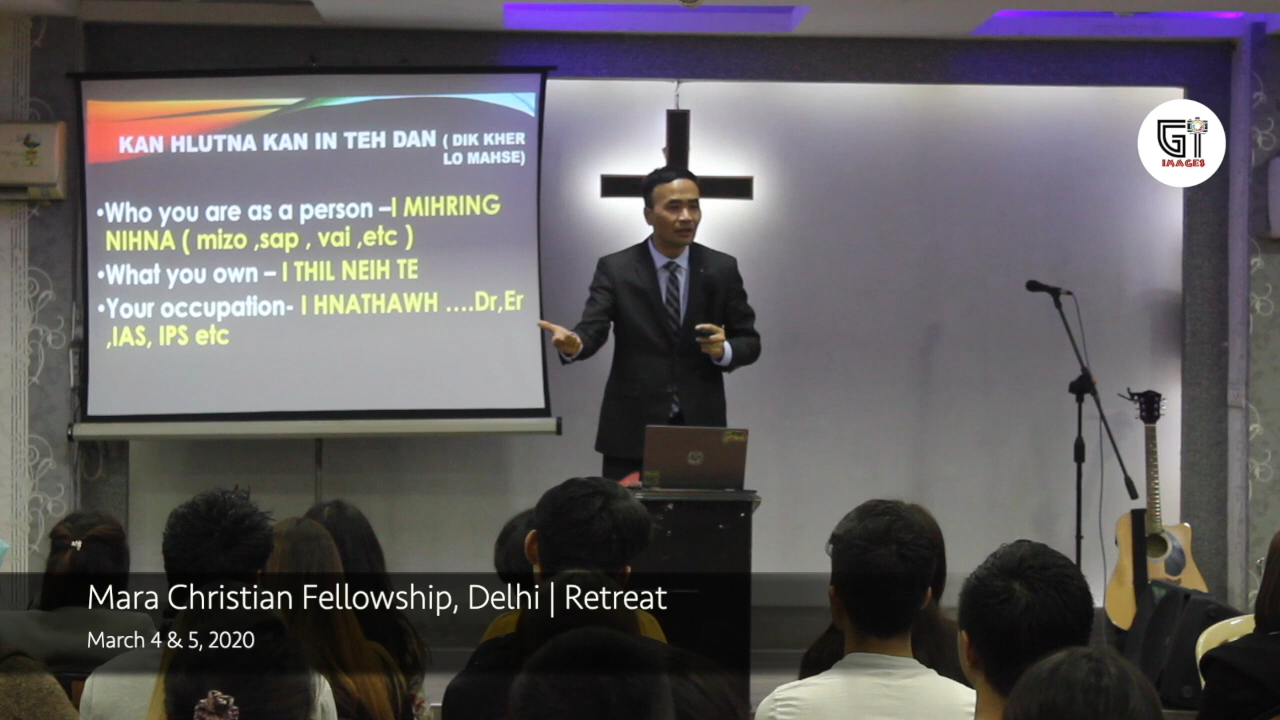 KAN HLUTNA KAN IN TEH DAN ( DIK KHER
LO MAHSE)
•Who you are as a person –I MIHRING
NIHNA ( mizo ,sap , vai ,etc )
•What you own – I THIL NEIH TE
•Your occupation- I HNATHAWH ....Dr,Er
,IAS, IPS etc
GT
IMAGES
Mara Christian Fellowship, Delhi | Retreat
March 4 & 5, 2020